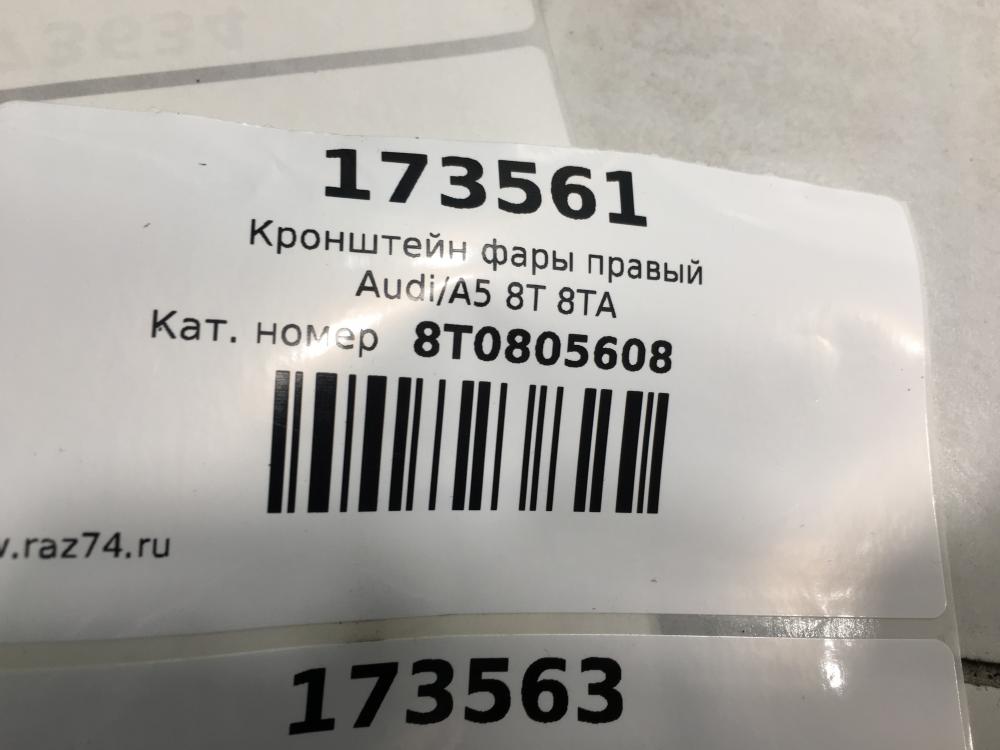 173561
Кронштейн фары правый
Audi/A5 8T 8TA
Кат. номер 8T0805608
.raz74.ru
173563